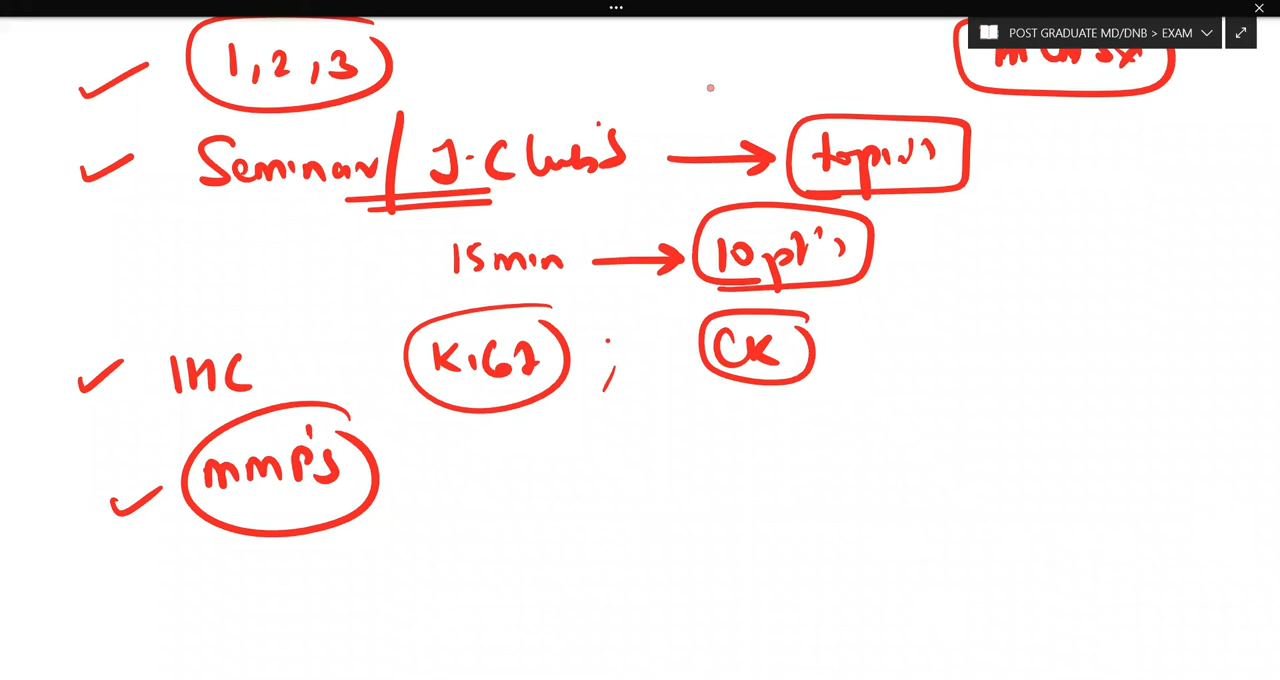 POST GRADUATE MD/DNB > EXAM
1, 2, 3
Seminar / J. Club's → topic's
15 min → 10 pt's
IHC Ki67 ; CK
MMP's